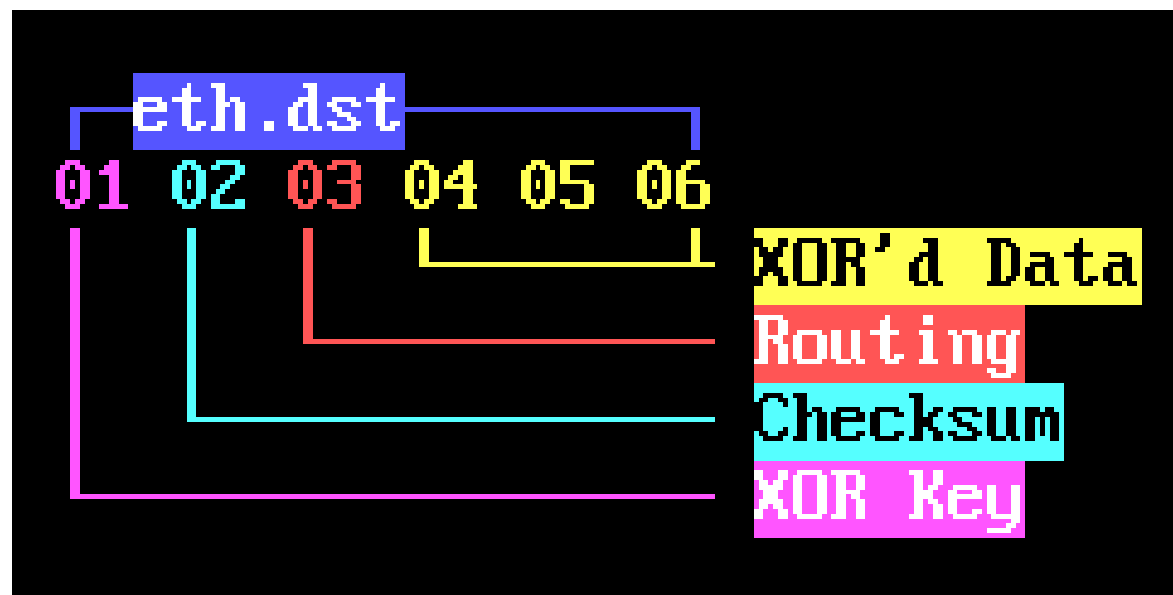 eth.dst
01 02 03 04 05 06
XOR'd Data
Routing
Checksum
XOR Key